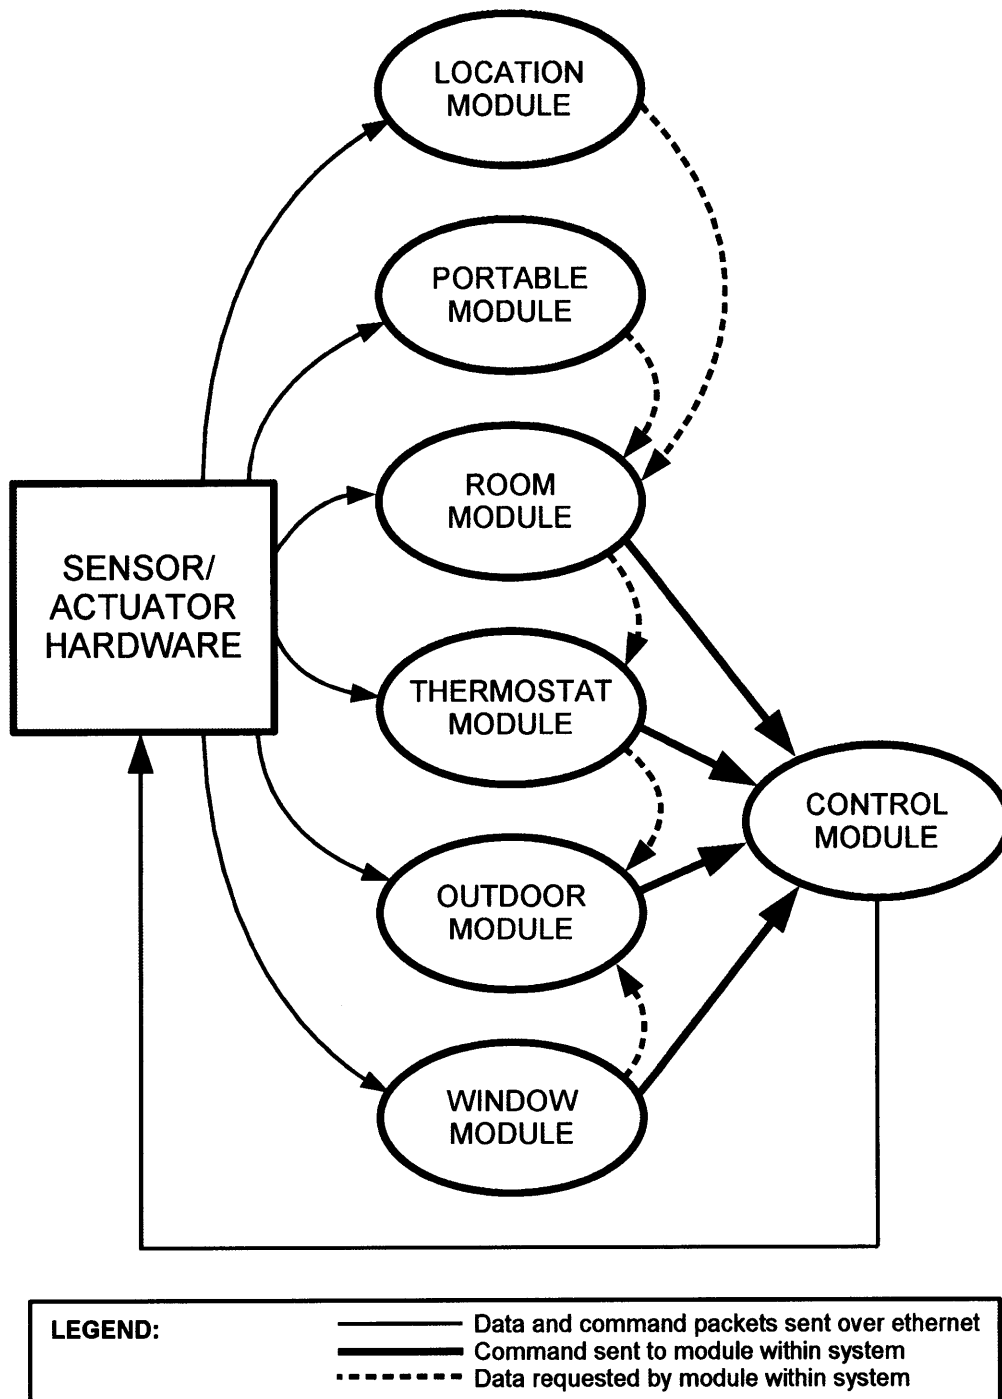 LOCATION
MODULE
PORTABLE
MODULE
ROOM
MODULE
SENSOR/
ACTUATOR
HARDWARE
THERMOSTAT
MODULE
CONTROL
MODULE
OUTDOOR
MODULE
WINDOW
MODULE
LEGEND:
Data and command packets sent over ethernet
Command sent to module within system
Data requested by module within system